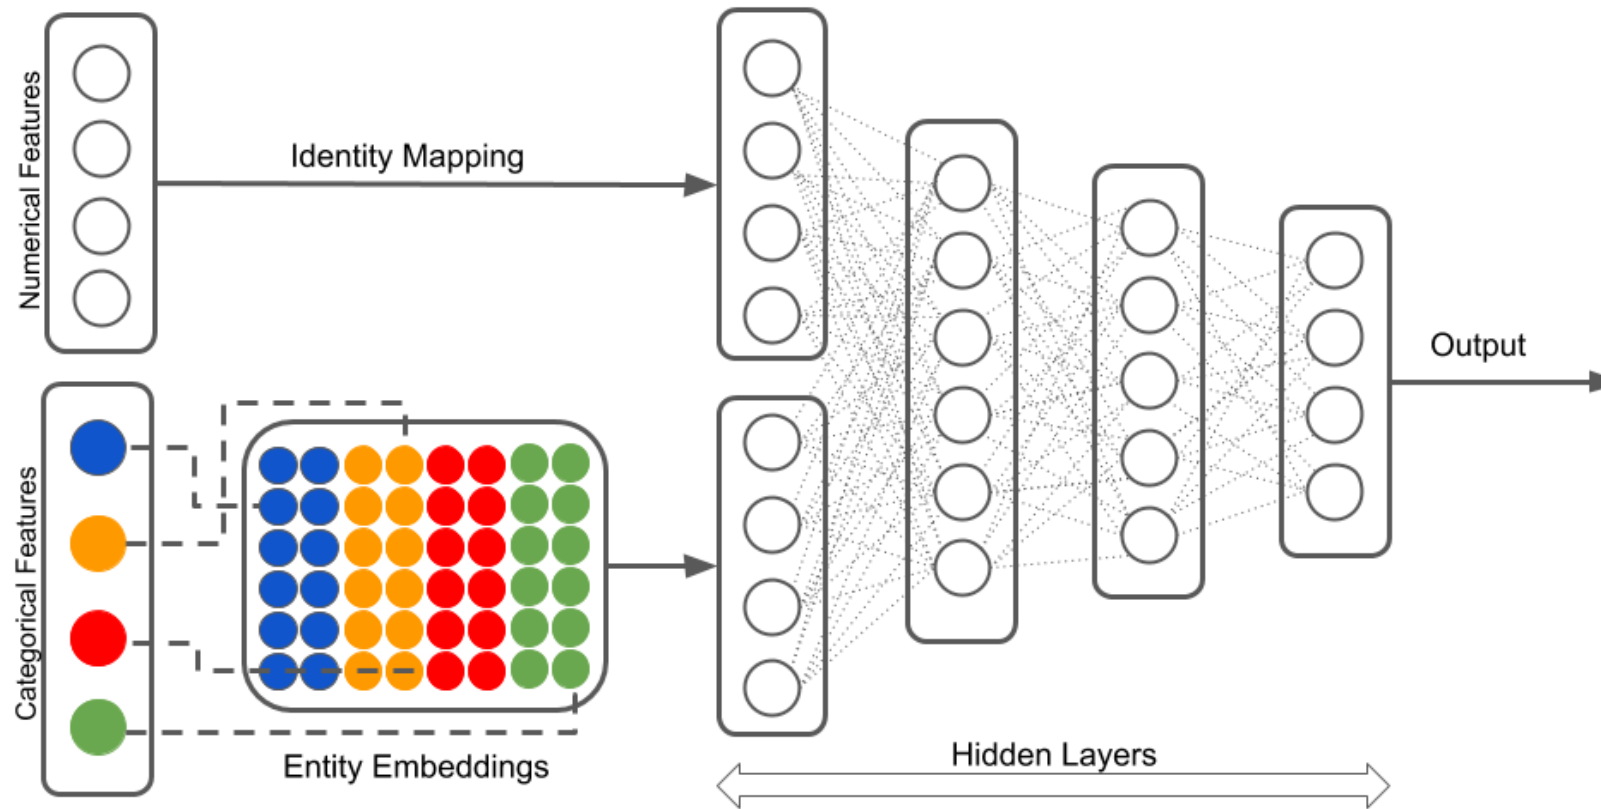 Numerical Features
Identity Mapping
Output
Categorical Features
Entity Embeddings
Hidden Layers